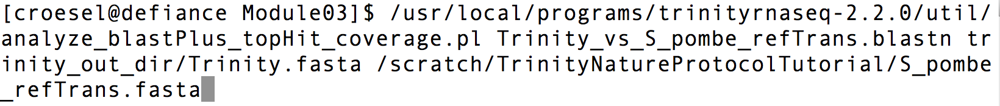 [croesel@defiance Module03]$ /usr/local/programs/trinityrnaseq-2.2.0/util/
analyze_blastPlus_topHit_coverage.pl Trinity_vs_S_pombe_refTrans.blastn tr
inity_out_dir/Trinity.fasta /scratch/TrinityNatureProtocolTutorial/S_pombe
_refTrans.fasta